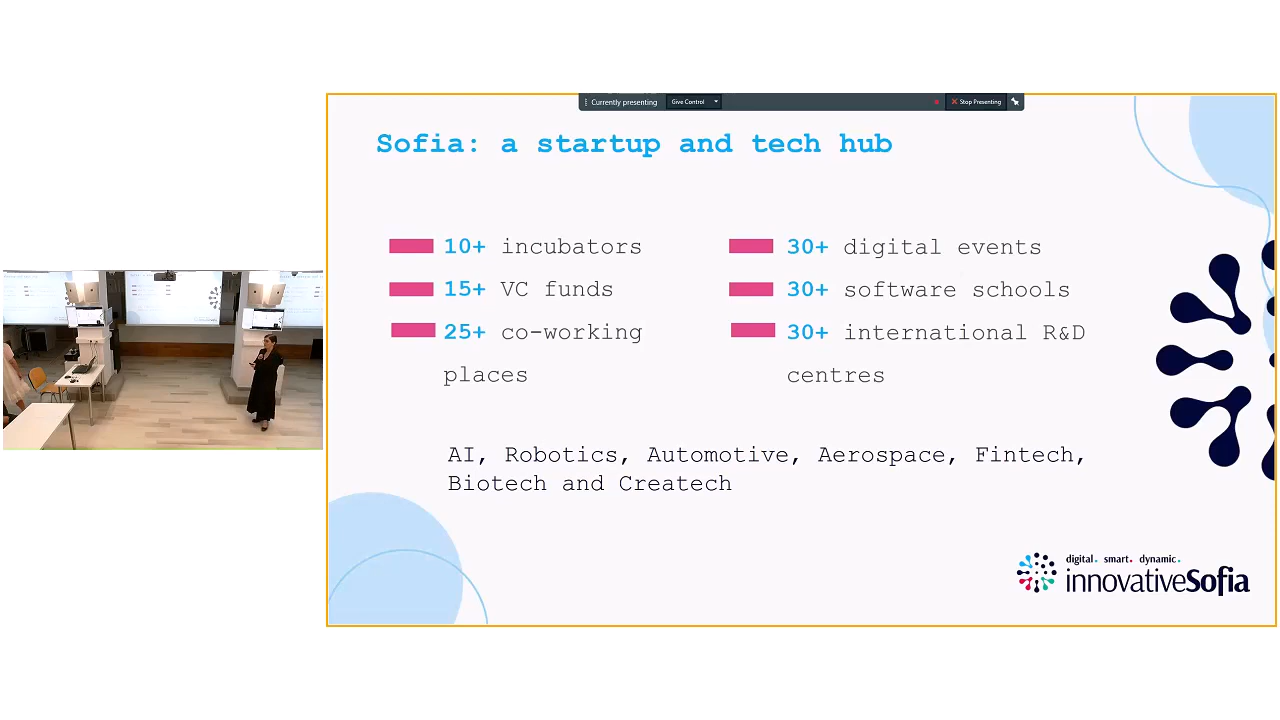 Currently presenting
Give Control
Stop Presenting
Sofia: a startup and tech hub
10+ incubators
15+ VC funds
25+ co-working
places
30+ digital events
30+ software schools
30+ international R&D
centres
AI, Robotics, Automotive, Aerospace, Fintech,
Biotech and Createch
digital. smart. dynamic.
innovativeSofia